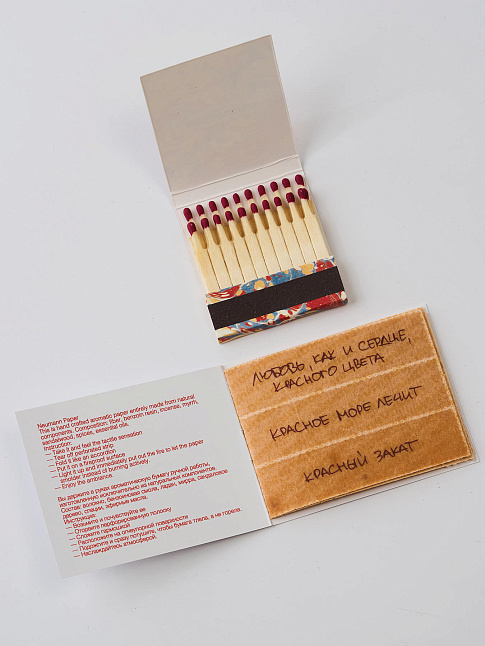 Neumann Paper
This is hand crafted aromatic paper entirely made from natural
components. Composition: fiber, benzoin resin, incense, myrrh,
sandalwood, spices, essential oils.
Instruction:
— Take it and feel the tactile sensation
— Tear off perforated strip
— Fold it like an accordion
— Put it on a fireproof surface
— Light it up and immediately put out the fire to let the paper
smolder instead of burning actively
— Enjoy the ambiance.
Вы держите в руках ароматическую бумагу ручной работы,
изготовленную исключительно из натуральных компонентов.
Состав: волокно, бензоиновая смола, ладан, мирра, сандаловое
дерево, специи, эфирные масла.
Инструкция:
— Возьмите и почувствуйте ее
— Оторвите перфорированную полоску
— Сложите гармошкой
— Расположите на огнеупорной поверхности
— Подожгите и сразу потушите, чтобы бумага тлела, а не горела.
— Наслаждайтесь атмосферой.
ЛЮБОВЬ, КАК И СЕРДЦЕ,
КРАСНОГО ЦВЕТА
КРАСНОЕ МОРЕ ЛЕЧИТ
КРАСНЫЙ ЗАКАТ